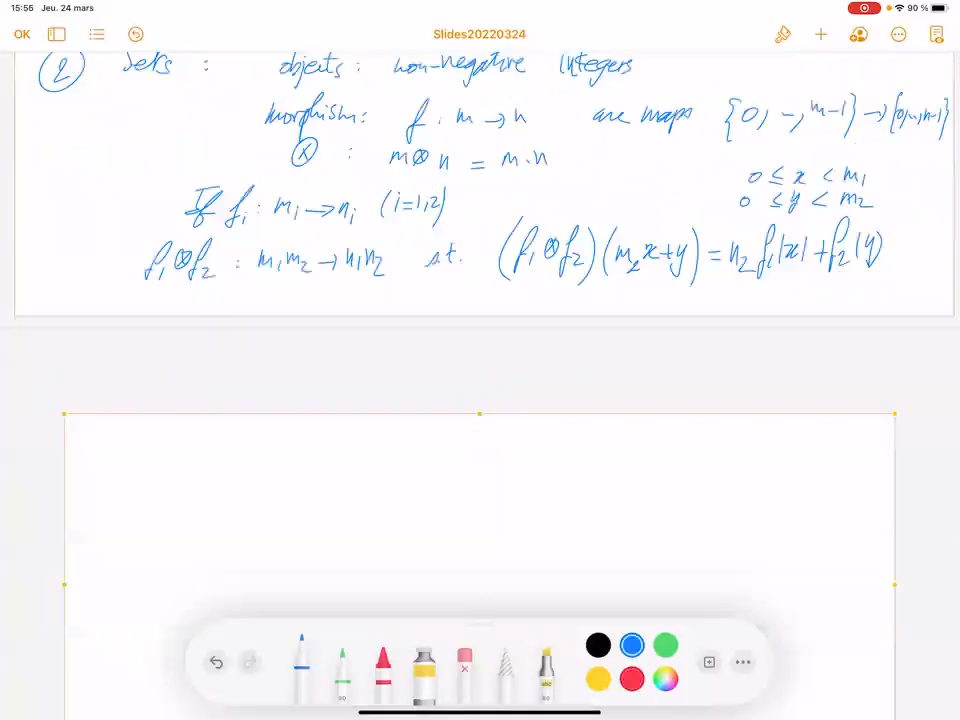 15:56 Jeu. 24 mars
90 %
OK
Slides20220324
② Sets : objects : non-negative integers
morphism : f : m → n are maps {0, –, m-1} → {0, ..., n-1}
⊗ : m ⊗ n = m·n
0 ≤ x < m₁
0 ≤ y < m₂
If fᵢ : mᵢ → nᵢ (i=1,2)
f₁⊗f₂ : m₁m₂ → n₁n₂ s.t. (f₁⊗f₂)(m₂x+y) = n₂f₁(x)+f₂(y)